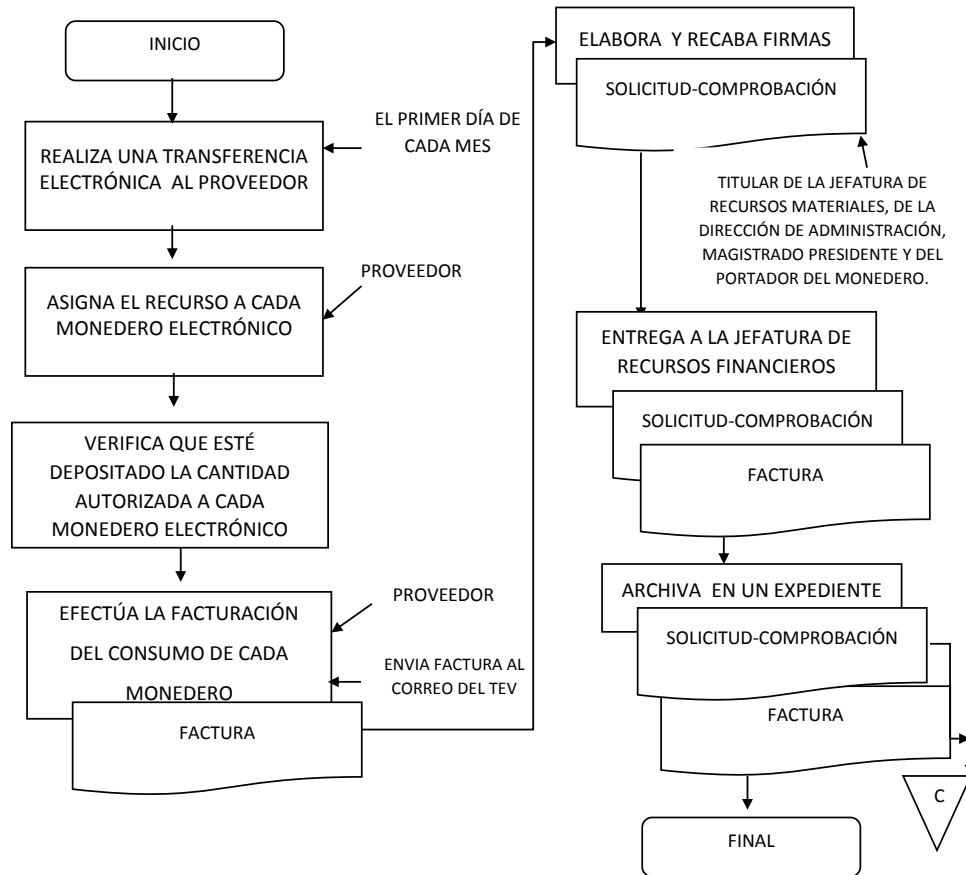 INICIO
EL PRIMER DÍA DE
CADA MES
REALIZA UNA TRANSFERENCIA
ELECTRÓNICA AL PROVEEDOR
PROVEEDOR
ASIGNA EL RECURSO A CADA
MONEDERO ELECTRÓNICO
VERIFICA QUE ESTÉ
DEPOSITADO LA CANTIDAD
AUTORIZADA A CADA
MONEDERO ELECTRÓNICO
EFECTÚA LA FACTURACIÓN
DEL CONSUMO DE CADA
MONEDERO
PROVEEDOR
ENVIA FACTURA AL
CORREO DEL TEV
FACTURA
ELABORA Y RECABA FIRMAS
SOLICITUD-COMPROBACIÓN
TITULAR DE LA JEFATURA DE
RECURSOS MATERIALES, DE LA
DIRECCIÓN DE ADMINISTRACIÓN,
MAGISTRADO PRESIDENTE Y DEL
PORTADOR DEL MONEDERO.
ENTREGA A LA JEFATURA DE
RECURSOS FINANCIEROS
SOLICITUD-COMPROBACIÓN
FACTURA
ARCHIVA EN UN EXPEDIENTE
SOLICITUD-COMPROBACIÓN
FACTURA
C
FINAL